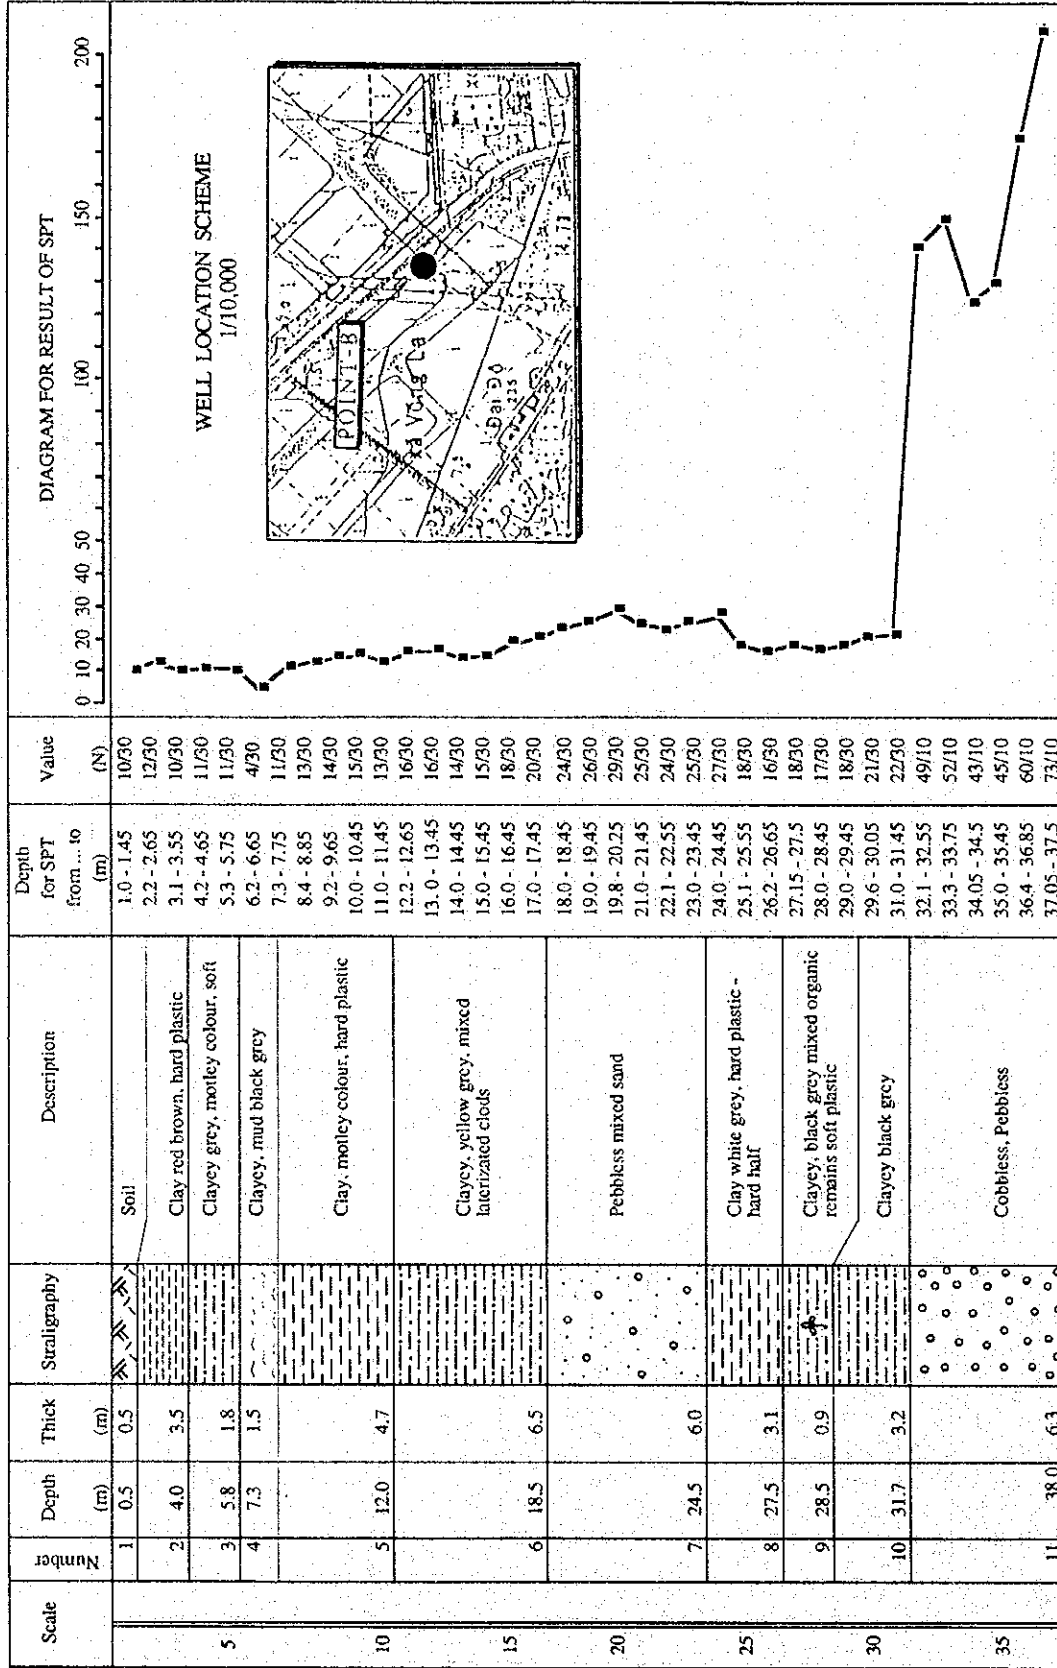 Scale
Number
Depth
(m)
Thick
(m)
Straligraphy
Description
Depth
for SPT
from ... to
(m)
Value
(N)
DIAGRAM FOR RESULT OF SPT
0 10 20 30 40 50 100 150 200
WELL LOCATION SCHEME
1/10,000
POINT-B
xã Võng La
Đại Độ
5
10
15
20
25
30
35
1 0.5 0.5 Soil
2 4.0 3.5 Clay red brown, hard plastic
3 5.8 1.8 Clayey grey, motley colour, soft
4 7.3 1.5 Clayey, mud black grey
5 12.0 4.7 Clay, motley colour, hard plastic
6 18.5 6.5 Clayey, yellow grey, mixed
laterizated clods
7 24.5 6.0 Pebbless mixed sand
8 27.5 3.1 Clay white grey, hard plastic -
hard half
9 28.5 0.9 Clayey, black grey mixed organic
remains soft plastic
10 31.7 3.2 Clayey black grey
11 38.0 6.3 Cobbless, Pebbless
1.0 - 1.45 10/30
2.2 - 2.65 12/30
3.1 - 3.55 10/30
4.2 - 4.65 11/30
5.3 - 5.75 11/30
6.2 - 6.65 4/30
7.3 - 7.75 11/30
8.4 - 8.85 13/30
9.2 - 9.65 14/30
10.0 - 10.45 15/30
11.0 - 11.45 13/30
12.2 - 12.65 16/30
13.0 - 13.45 16/30
14.0 - 14.45 14/30
15.0 - 15.45 15/30
16.0 - 16.45 18/30
17.0 - 17.45 20/30
18.0 - 18.45 24/30
19.0 - 19.45 26/30
19.8 - 20.25 29/30
21.0 - 21.45 25/30
22.1 - 22.55 24/30
23.0 - 23.45 25/30
24.0 - 24.45 27/30
25.1 - 25.55 18/30
26.2 - 26.65 16/30
27.15 - 27.5 18/30
28.0 - 28.45 17/30
29.0 - 29.45 18/30
29.6 - 30.05 21/30
31.0 - 31.45 22/30
32.1 - 32.55 49/10
33.3 - 33.75 52/10
34.05 - 34.5 43/10
35.0 - 35.45 45/10
36.4 - 36.85 60/10
37.05 - 37.5 73/10